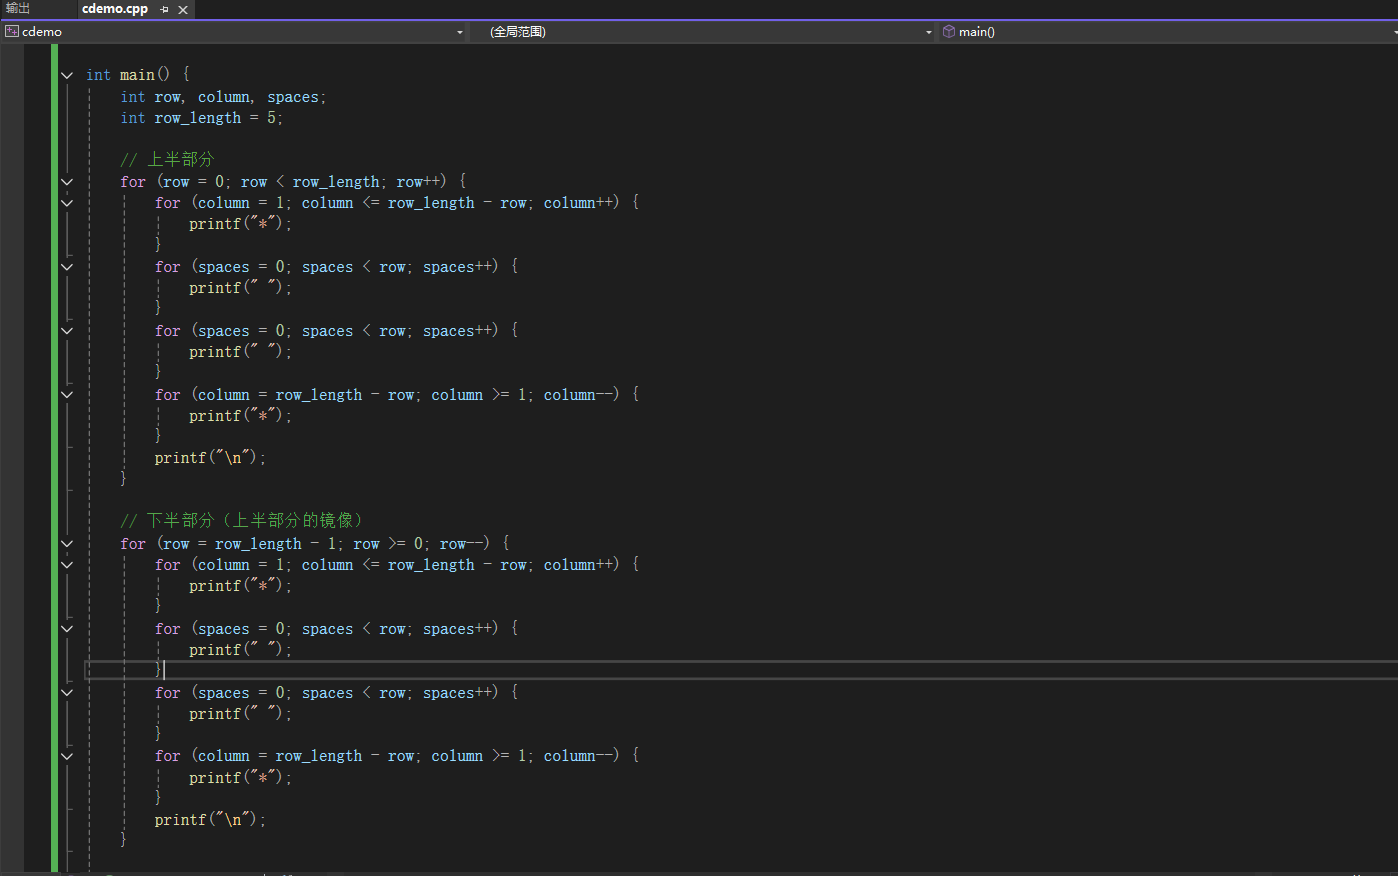 输出 cdemo.cpp
cdemo (全局范围) main()
int main() {
    int row, column, spaces;
    int row_length = 5;

    // 上半部分
    for (row = 0; row < row_length; row++) {
        for (column = 1; column <= row_length - row; column++) {
            printf("*");
        }
        for (spaces = 0; spaces < row; spaces++) {
            printf(" ");
        }
        for (spaces = 0; spaces < row; spaces++) {
            printf(" ");
        }
        for (column = row_length - row; column >= 1; column--) {
            printf("*");
        }
        printf("\n");
    }

    // 下半部分（上半部分的镜像）
    for (row = row_length - 1; row >= 0; row--) {
        for (column = 1; column <= row_length - row; column++) {
            printf("*");
        }
        for (spaces = 0; spaces < row; spaces++) {
            printf(" ");
        }
        for (spaces = 0; spaces < row; spaces++) {
            printf(" ");
        }
        for (column = row_length - row; column >= 1; column--) {
            printf("*");
        }
        printf("\n");
    }